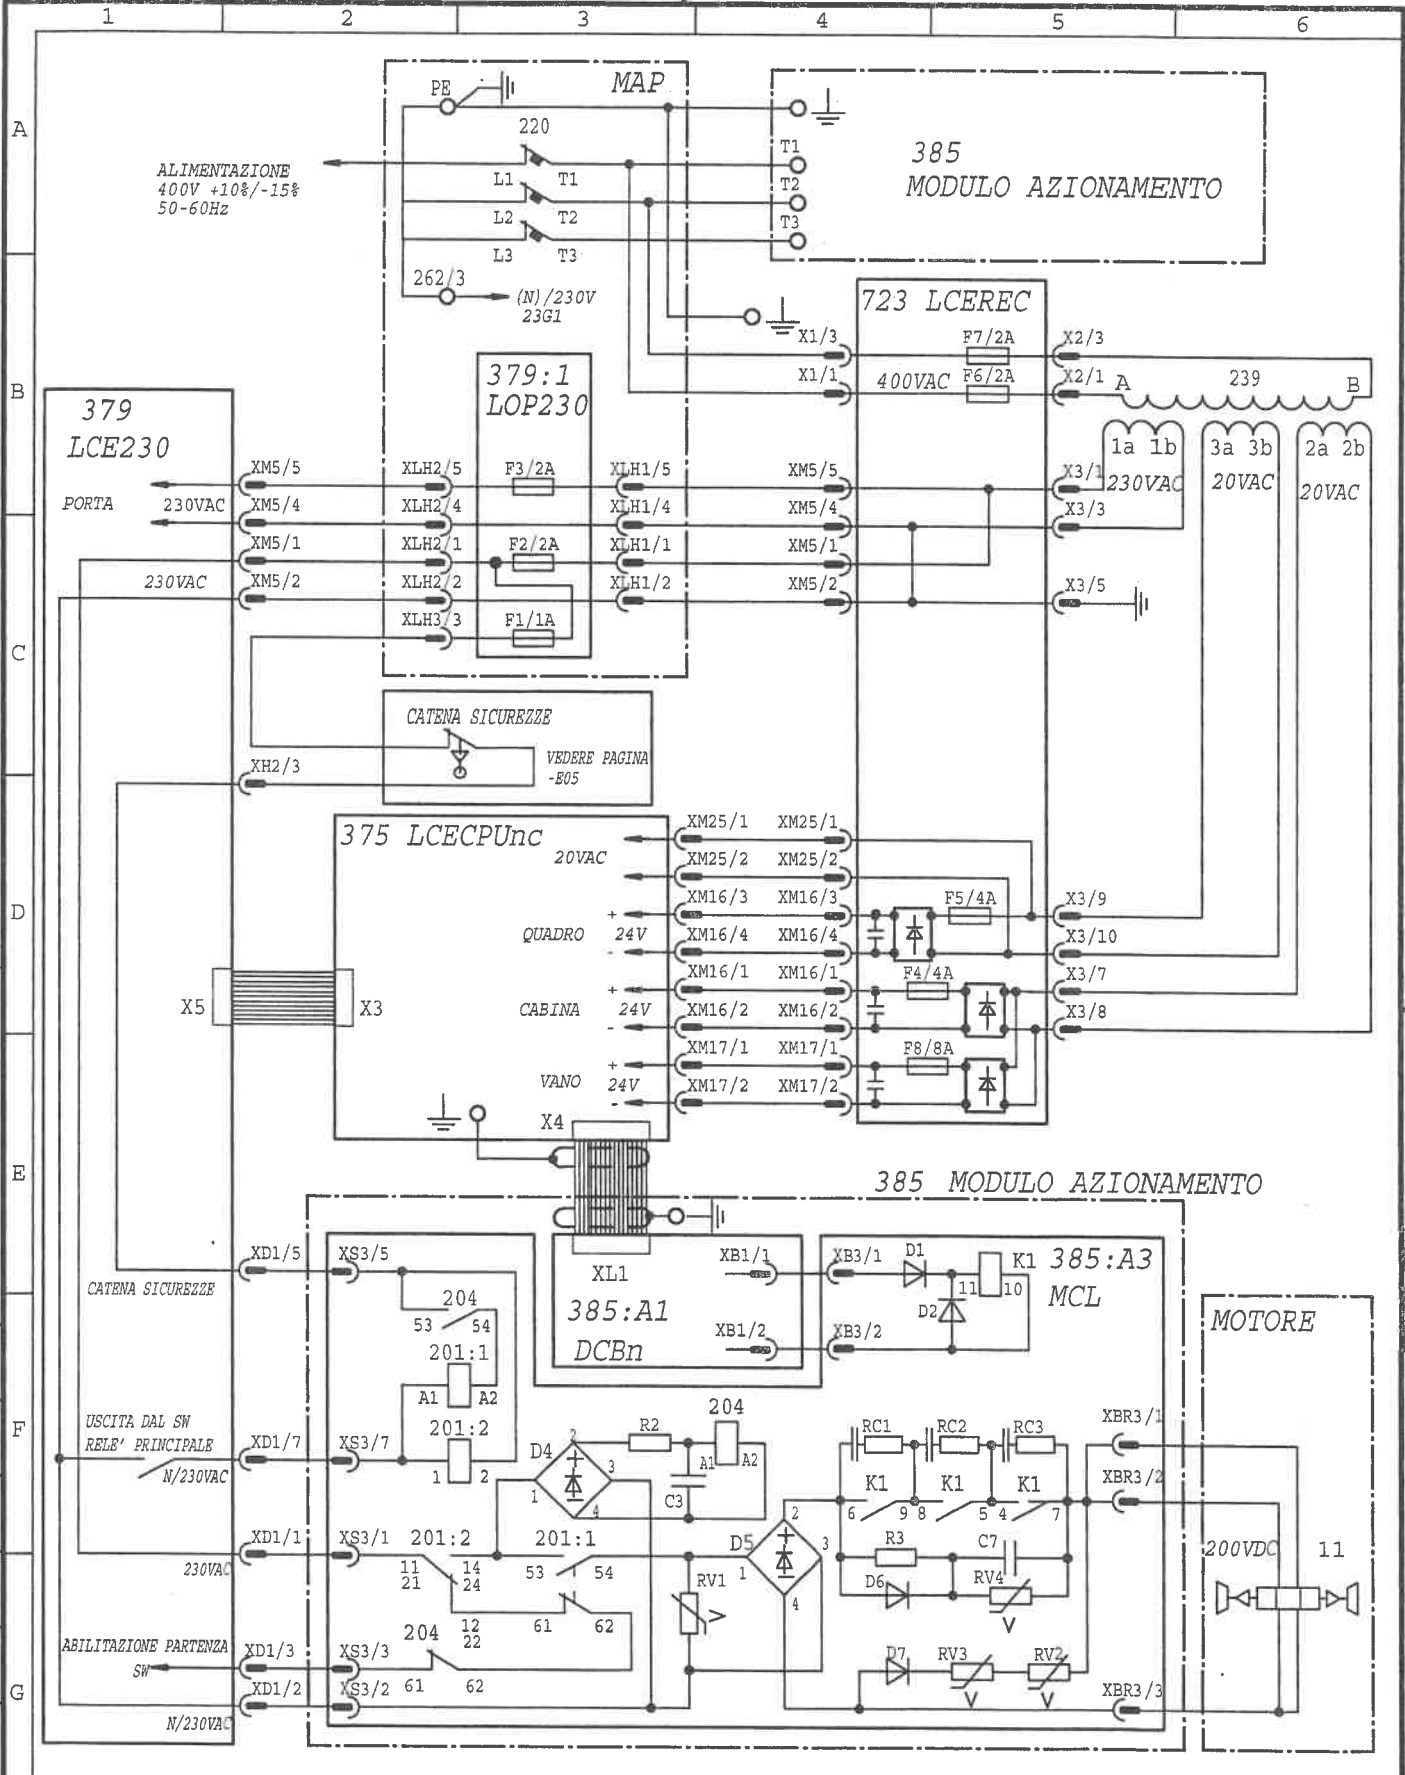 1 2 3 4 5 6
A
B
C
D
E
F
G
PE
MAP
220
ALIMENTAZIONE
400V +10%/-15%
50-60Hz
L1 T1
L2 T2
L3 T3
T1
T2
T3
385
MODULO AZIONAMENTO
262/3
(N)/230V
23G1
723 LCEREC
X1/3
F7/2A
X2/3
X1/1
400VAC
F6/2A
X2/1
A
239
B
379:1
LOP230
379
LCE230
1a 1b
3a 3b
2a 2b
230VAC
20VAC
20VAC
PORTA
230VAC
230VAC
XM5/5
XM5/4
XM5/1
XM5/2
XLH2/5
XLH2/4
XLH2/1
XLH2/2
XLH3/3
F3/2A
F2/2A
F1/1A
XLH1/5
XLH1/4
XLH1/1
XLH1/2
XM5/5
XM5/4
XM5/1
XM5/2
X3/1
X3/3
X3/5
CATENA SICUREZZE
VEDERE PAGINA
-E05
XH2/3
375 LCECPUnc
20VAC
+
QUADRO 24V
-
+
CABINA 24V
-
+
VANO 24V
-
XM25/1 XM25/1
XM25/2 XM25/2
XM16/3 XM16/3
XM16/4 XM16/4
XM16/1 XM16/1
XM16/2 XM16/2
XM17/1 XM17/1
XM17/2 XM17/2
F5/4A
F4/4A
F8/8A
X3/9
X3/10
X3/7
X3/8
X5
X3
X4
385 MODULO AZIONAMENTO
XL1
385:A1
DCBn
XB1/1
XB1/2
XB3/1
XB3/2
D1
D2
K1
11
10
385:A3
MCL
XD1/5
XS3/5
CATENA SICUREZZE
204
53 54
201:1
A1 A2
201:2
1 2
USCITA DAL SW
RELE' PRINCIPALE
N/230VAC
XD1/7
XS3/7
D4
1
2
3
4
R2
204
A1
A2
C3
RC1
RC2
RC3
K1
K1
K1
6 9 8 5 4 7
XBR3/1
XBR3/2
XBR3/3
MOTORE
200VDC 11
XD1/1
XS3/1
230VAC
201:2
11
21
14
24
12
22
201:1
53 54
61 62
RV1
V
D5
1
2
3
4
R3
C7
D6
RV4
V
ABILITAZIONE PARTENZA
SW
XD1/3
XS3/3
204
61 62
XD1/2
XS3/2
N/230VAC
D7
RV3
V
RV2
V